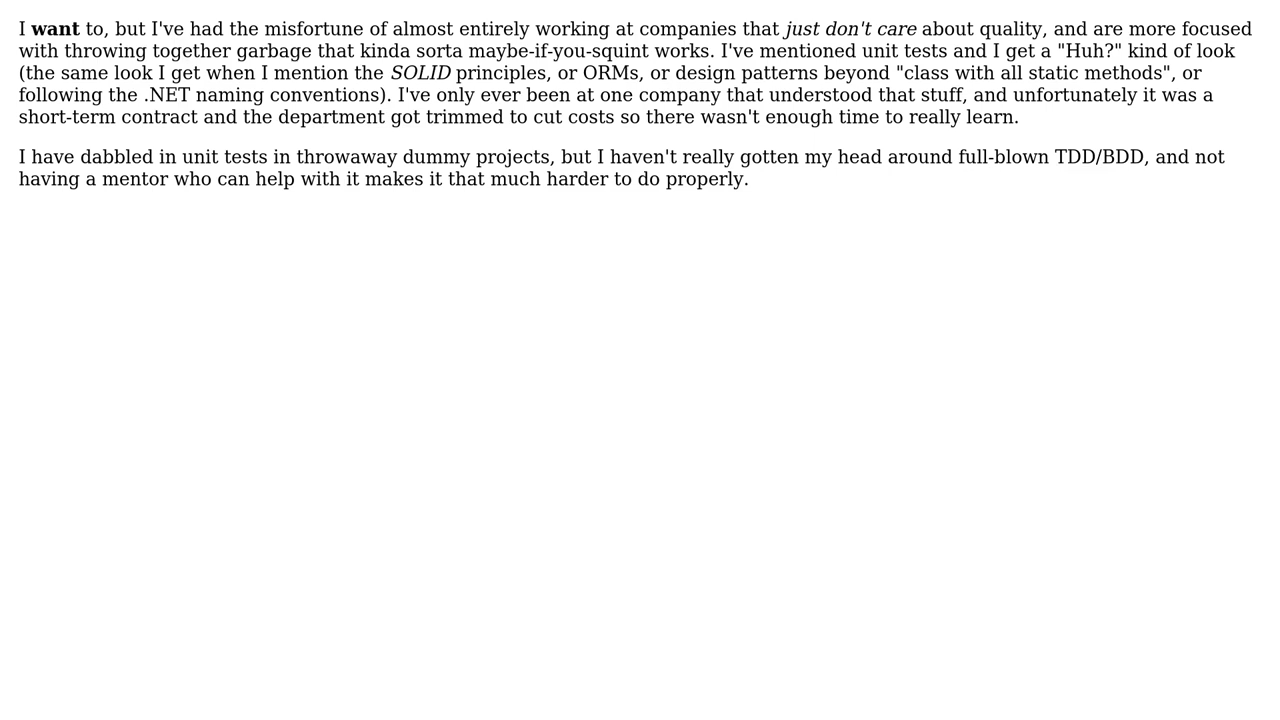 I want to, but I've had the misfortune of almost entirely working at companies that just don't care about quality, and are more focused
with throwing together garbage that kinda sorta maybe-if-you-squint works. I've mentioned unit tests and I get a "Huh?" kind of look
(the same look I get when I mention the SOLID principles, or ORMs, or design patterns beyond "class with all static methods", or
following the .NET naming conventions). I've only ever been at one company that understood that stuff, and unfortunately it was a
short-term contract and the department got trimmed to cut costs so there wasn't enough time to really learn.
I have dabbled in unit tests in throwaway dummy projects, but I haven't really gotten my head around full-blown TDD/BDD, and not
having a mentor who can help with it makes it that much harder to do properly.